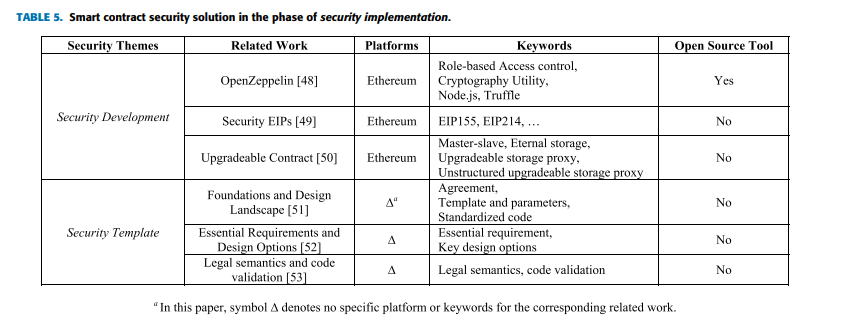 TABLE 5. Smart contract security solution in the phase of security implementation.
Security Themes Related Work Platforms Keywords Open Source Tool
Security Development
OpenZeppelin [48] Ethereum
Role-based Access control,
Cryptography Utility,
Node.js, Truffle
Yes
Security EIPs [49] Ethereum EIP155, EIP214, … No
Upgradeable Contract [50] Ethereum
Master-slave, Eternal storage,
Upgradeable storage proxy,
Unstructured upgradeable storage proxy
No
Security Template
Foundations and Design
Landscape [51]
Δa
Agreement,
Template and parameters,
Standardized code
No
Essential Requirements and
Design Options [52]
Δ
Essential requirement,
Key design options
No
Legal semantics and code
validation [53]
Δ
Legal semantics, code validation
No
a In this paper, symbol Δ denotes no specific platform or keywords for the corresponding related work.